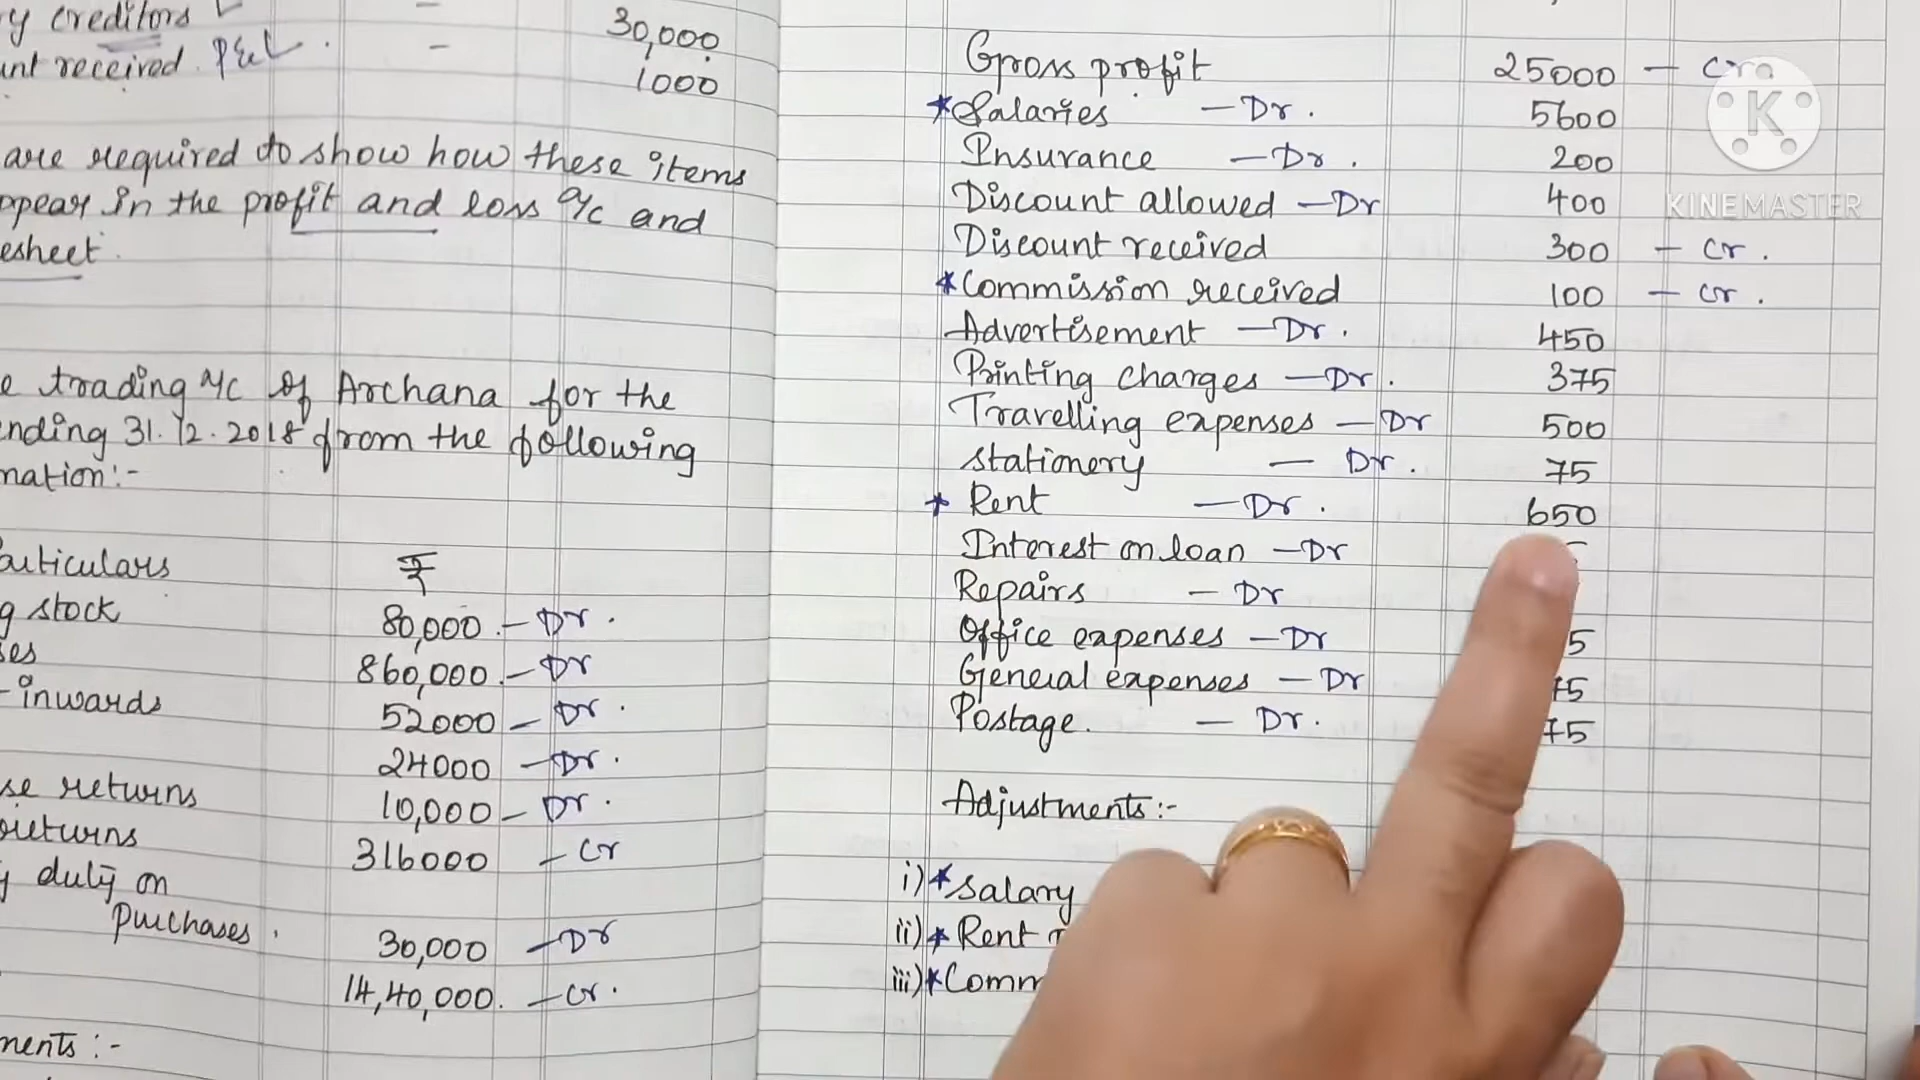 y creditors - 30,000
unt received. P&L. - 1000
are required to show how these items
ppear in the profit and loss a/c and
esheet.
e trading a/c of Archana for the
nding 31.12.2018 from the following
mation:-
articulars ₹
g stock 80,000 - Dr.
ses 860,000 - Dr
- inwards 52000 - Dr.
24000 - Dr.
se returns 10,000 - Dr.
returns 316000 - Cr
y duty on
purchases. 30,000 - Dr
14,40,000. - Cr.
ments:-
Gross profit 25000 - Cr
*Salaries - Dr. 5600
Insurance - Dr. 200
Discount allowed - Dr 400
Discount received 300 - Cr.
*Commission received 100 - Cr.
Advertisement - Dr. 450
Printing charges - Dr. 375
Travelling expenses - Dr 500
Stationery - Dr. 75
* Rent - Dr. 650
Interest on loan - Dr
Repairs - Dr
Office expenses - Dr 5
General expenses - Dr 75
Postage. - Dr. 75
Adjustments:-
i) *Salary
ii) * Rent
iii) *Comm
K
KINEMASTER